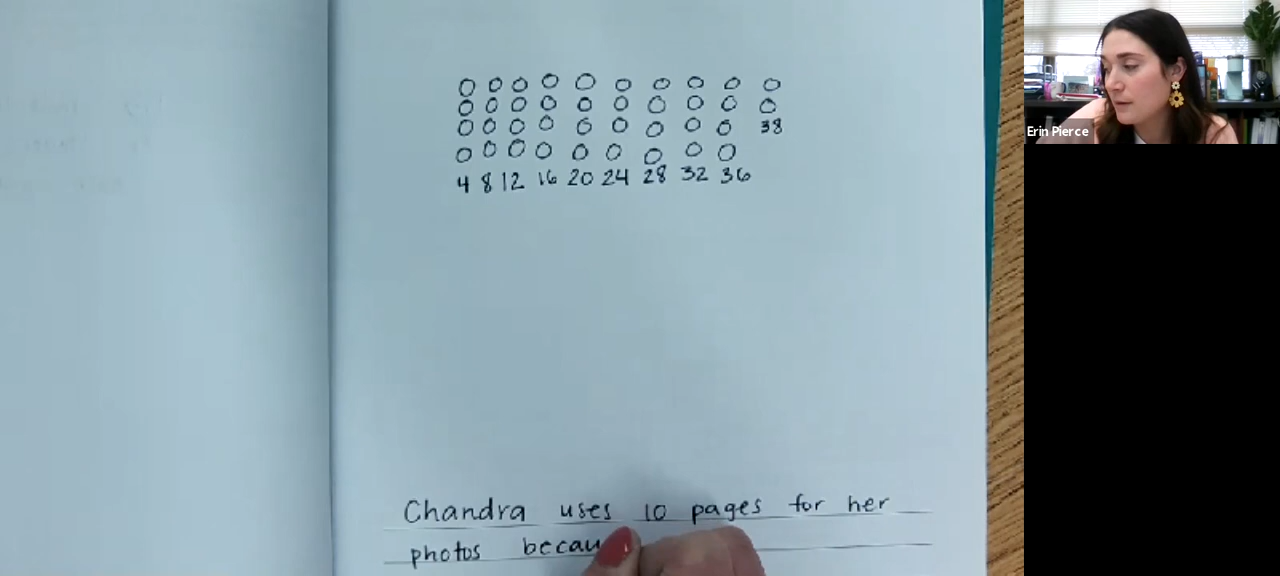 38
4 8 12 16 20 24 28 32 36
Chandra uses 10 pages for her
photos becau
Erin Pierce